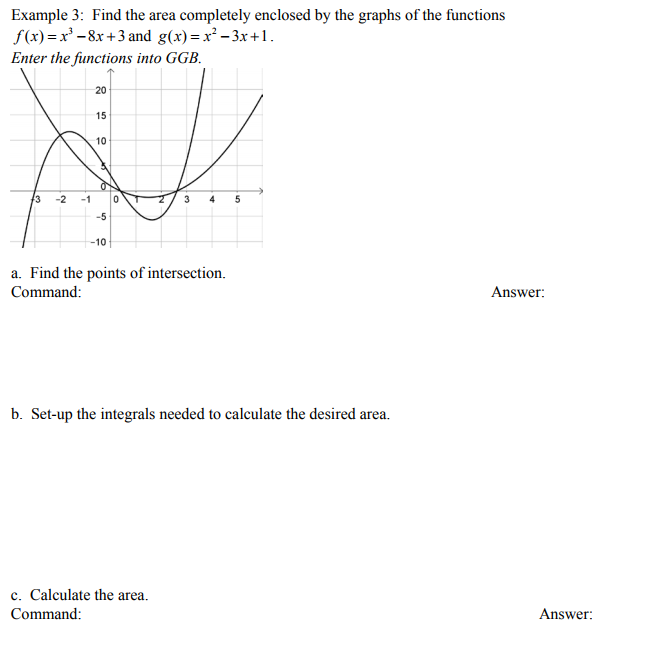 Example 3: Find the area completely enclosed by the graphs of the functions
f(x) = x³ − 8x + 3 and g(x) = x² − 3x + 1.
Enter the functions into GGB.
20
15
10
5
0
-3 -2 -1 0 1 2 3 4 5
-5
-10
a. Find the points of intersection.
Command: Answer:
b. Set-up the integrals needed to calculate the desired area.
c. Calculate the area.
Command: Answer: